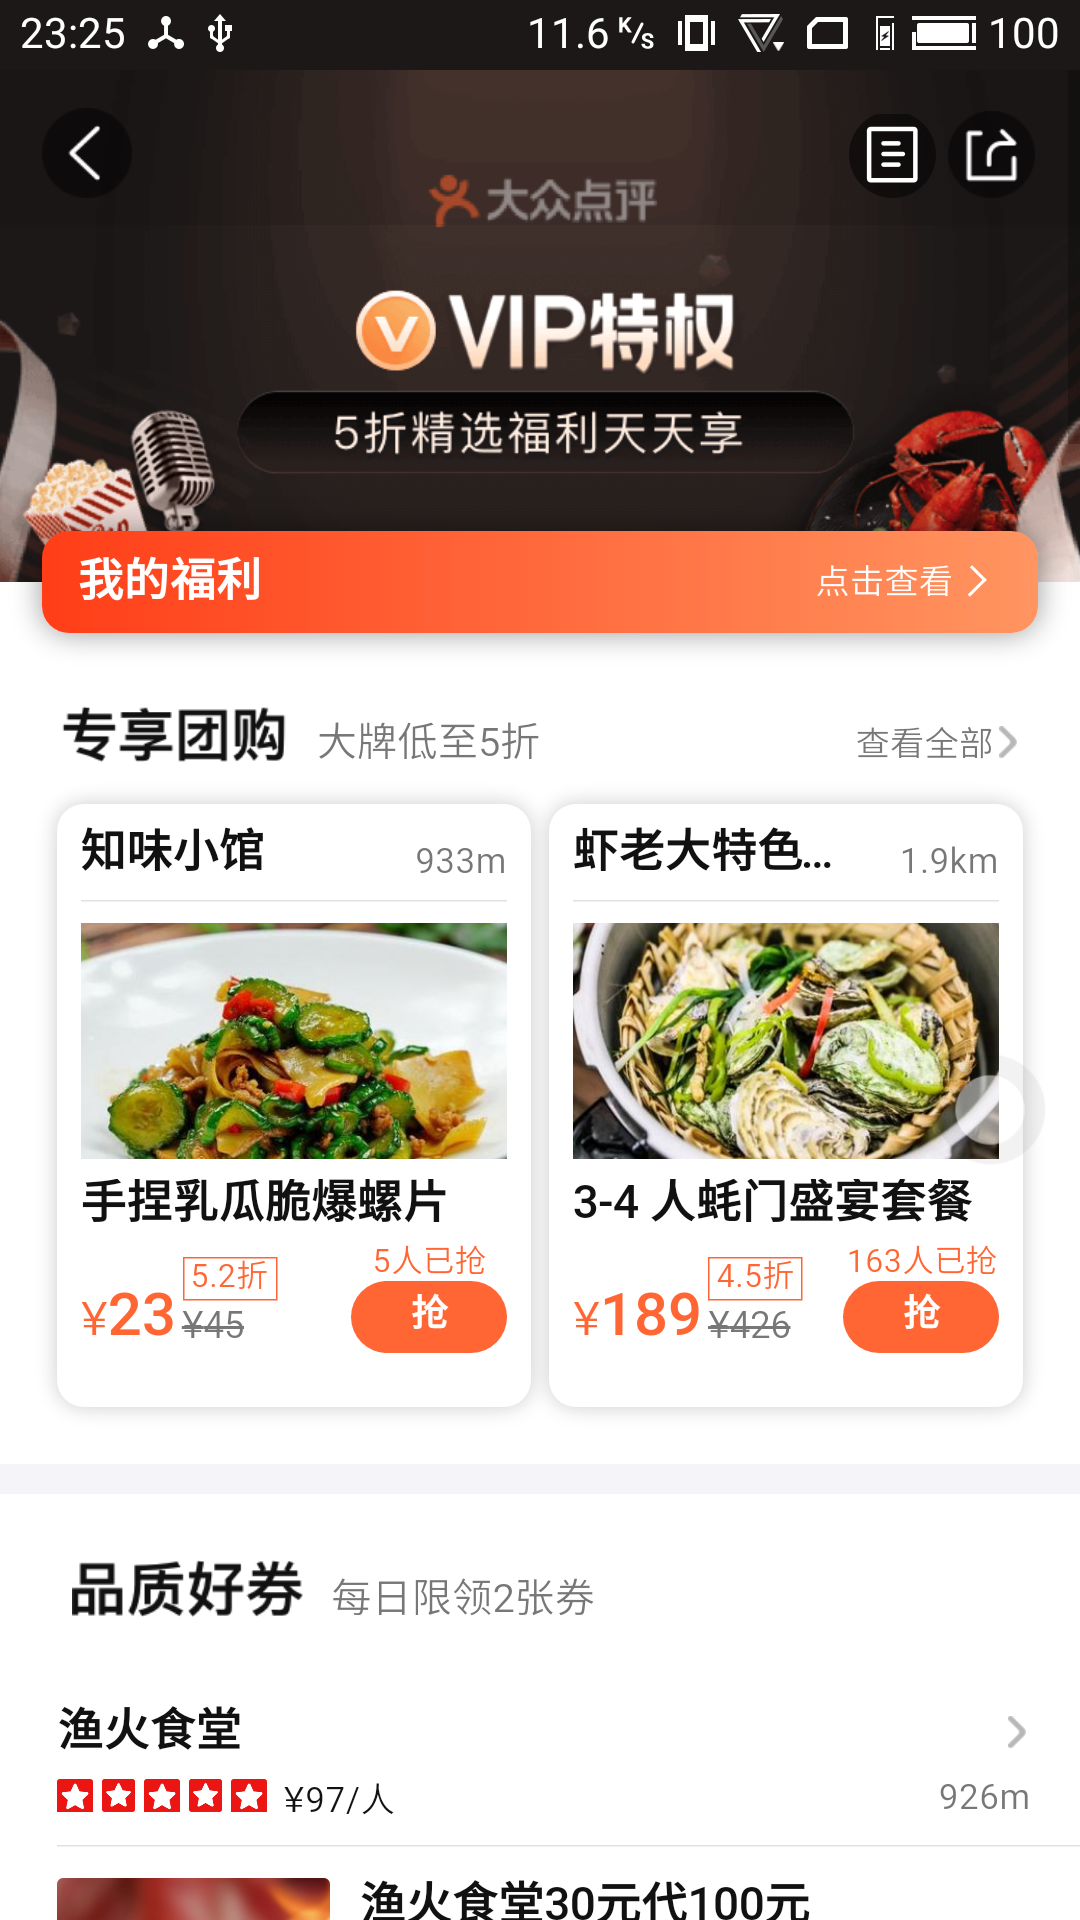 23:25
11.6 K/s
100
大众点评
VIP特权
5折精选福利天天享
我的福利
点击查看
专享团购
大牌低至5折
查看全部
知味小馆
933m
手捏乳瓜脆爆螺片
5.2折
5人已抢
¥23
¥45
抢
虾老大特色...
1.9km
3-4 人蚝门盛宴套餐
4.5折
163人已抢
¥189
¥426
抢
品质好券
每日限领2张券
渔火食堂
¥97/人
926m
渔火食堂30元代100元